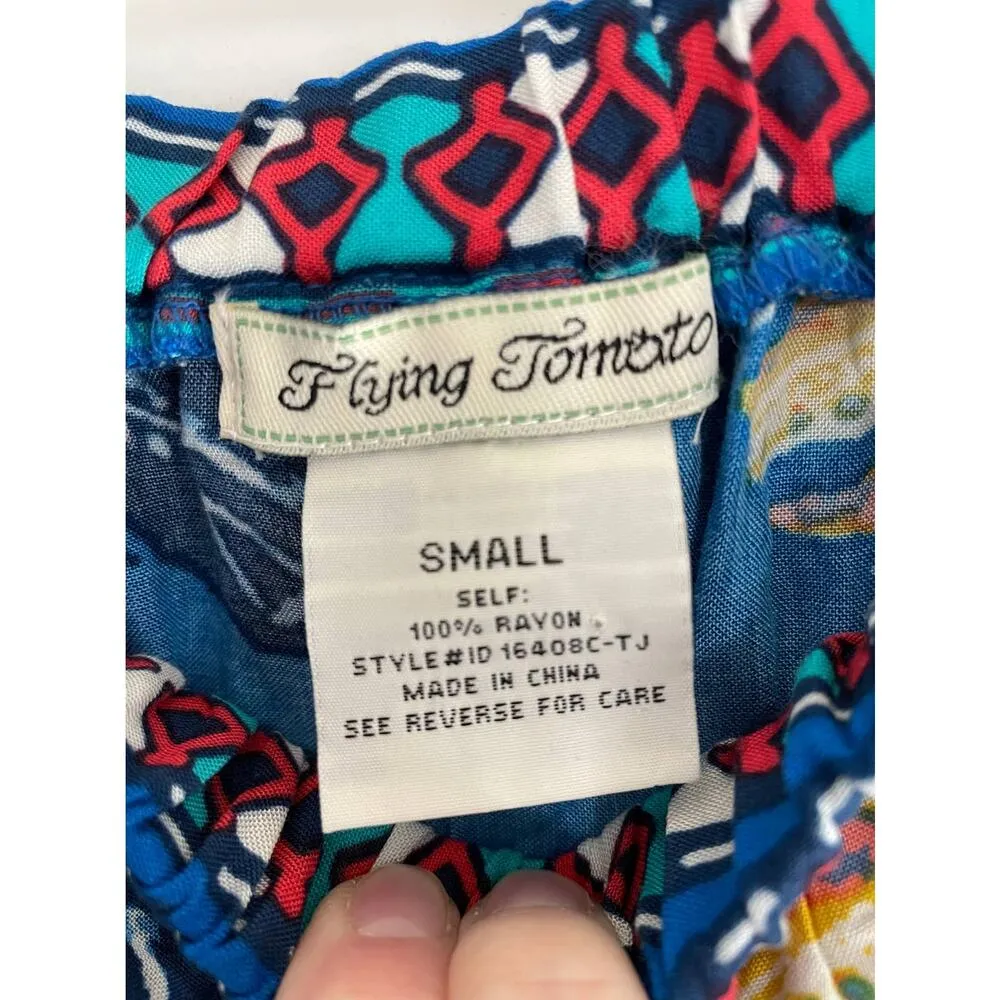 Flying Tomato
SMALL
SELF:
100% RAYON
STYLE#ID 16408C-TJ
MADE IN CHINA
SEE REVERSE FOR CARE